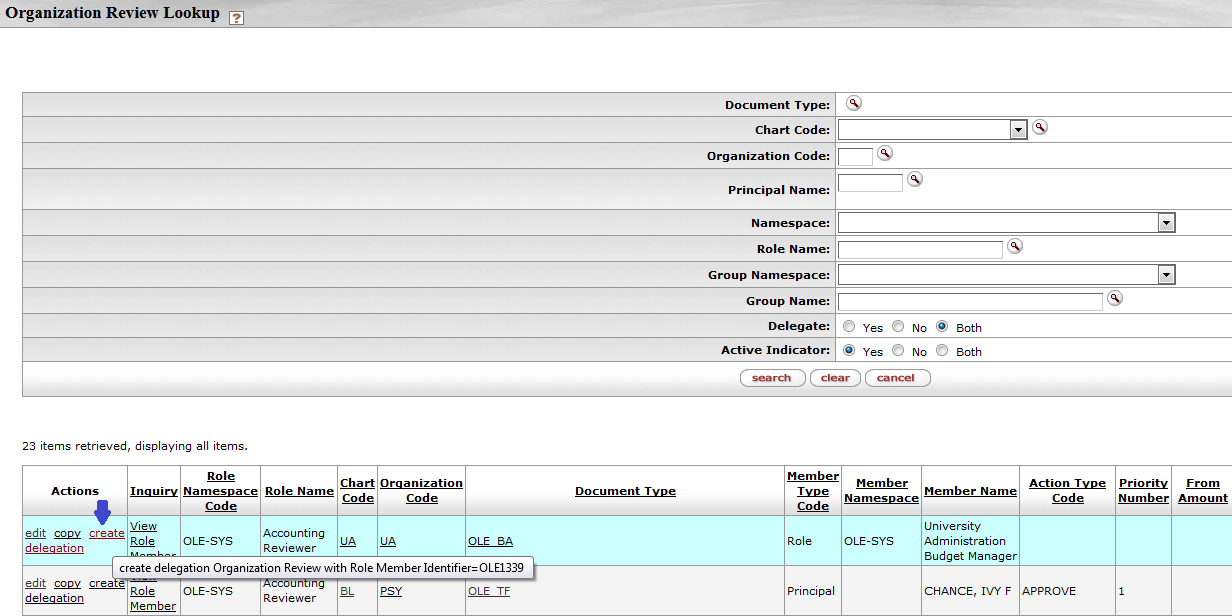 Organization Review Lookup ?
Document Type:
Chart Code:
Organization Code:
Principal Name:
Namespace:
Role Name:
Group Namespace:
Group Name:
Delegate: Yes No Both
Active Indicator: Yes No Both
search clear cancel
23 items retrieved, displaying all items.
Actions Inquiry Role Namespace Code Role Name Chart Code Organization Code Document Type Member Type Code Member Namespace Member Name Action Type Code Priority Number From Amount
edit copy create delegation View Role Member OLE-SYS Accounting Reviewer UA UA OLE_BA Role OLE-SYS University Administration Budget Manager
create delegation Organization Review with Role Member Identifier=OLE1339
edit copy create delegation View Role Member OLE-SYS Accounting Reviewer BL PSY OLE_TF Principal CHANCE, IVY F APPROVE 1